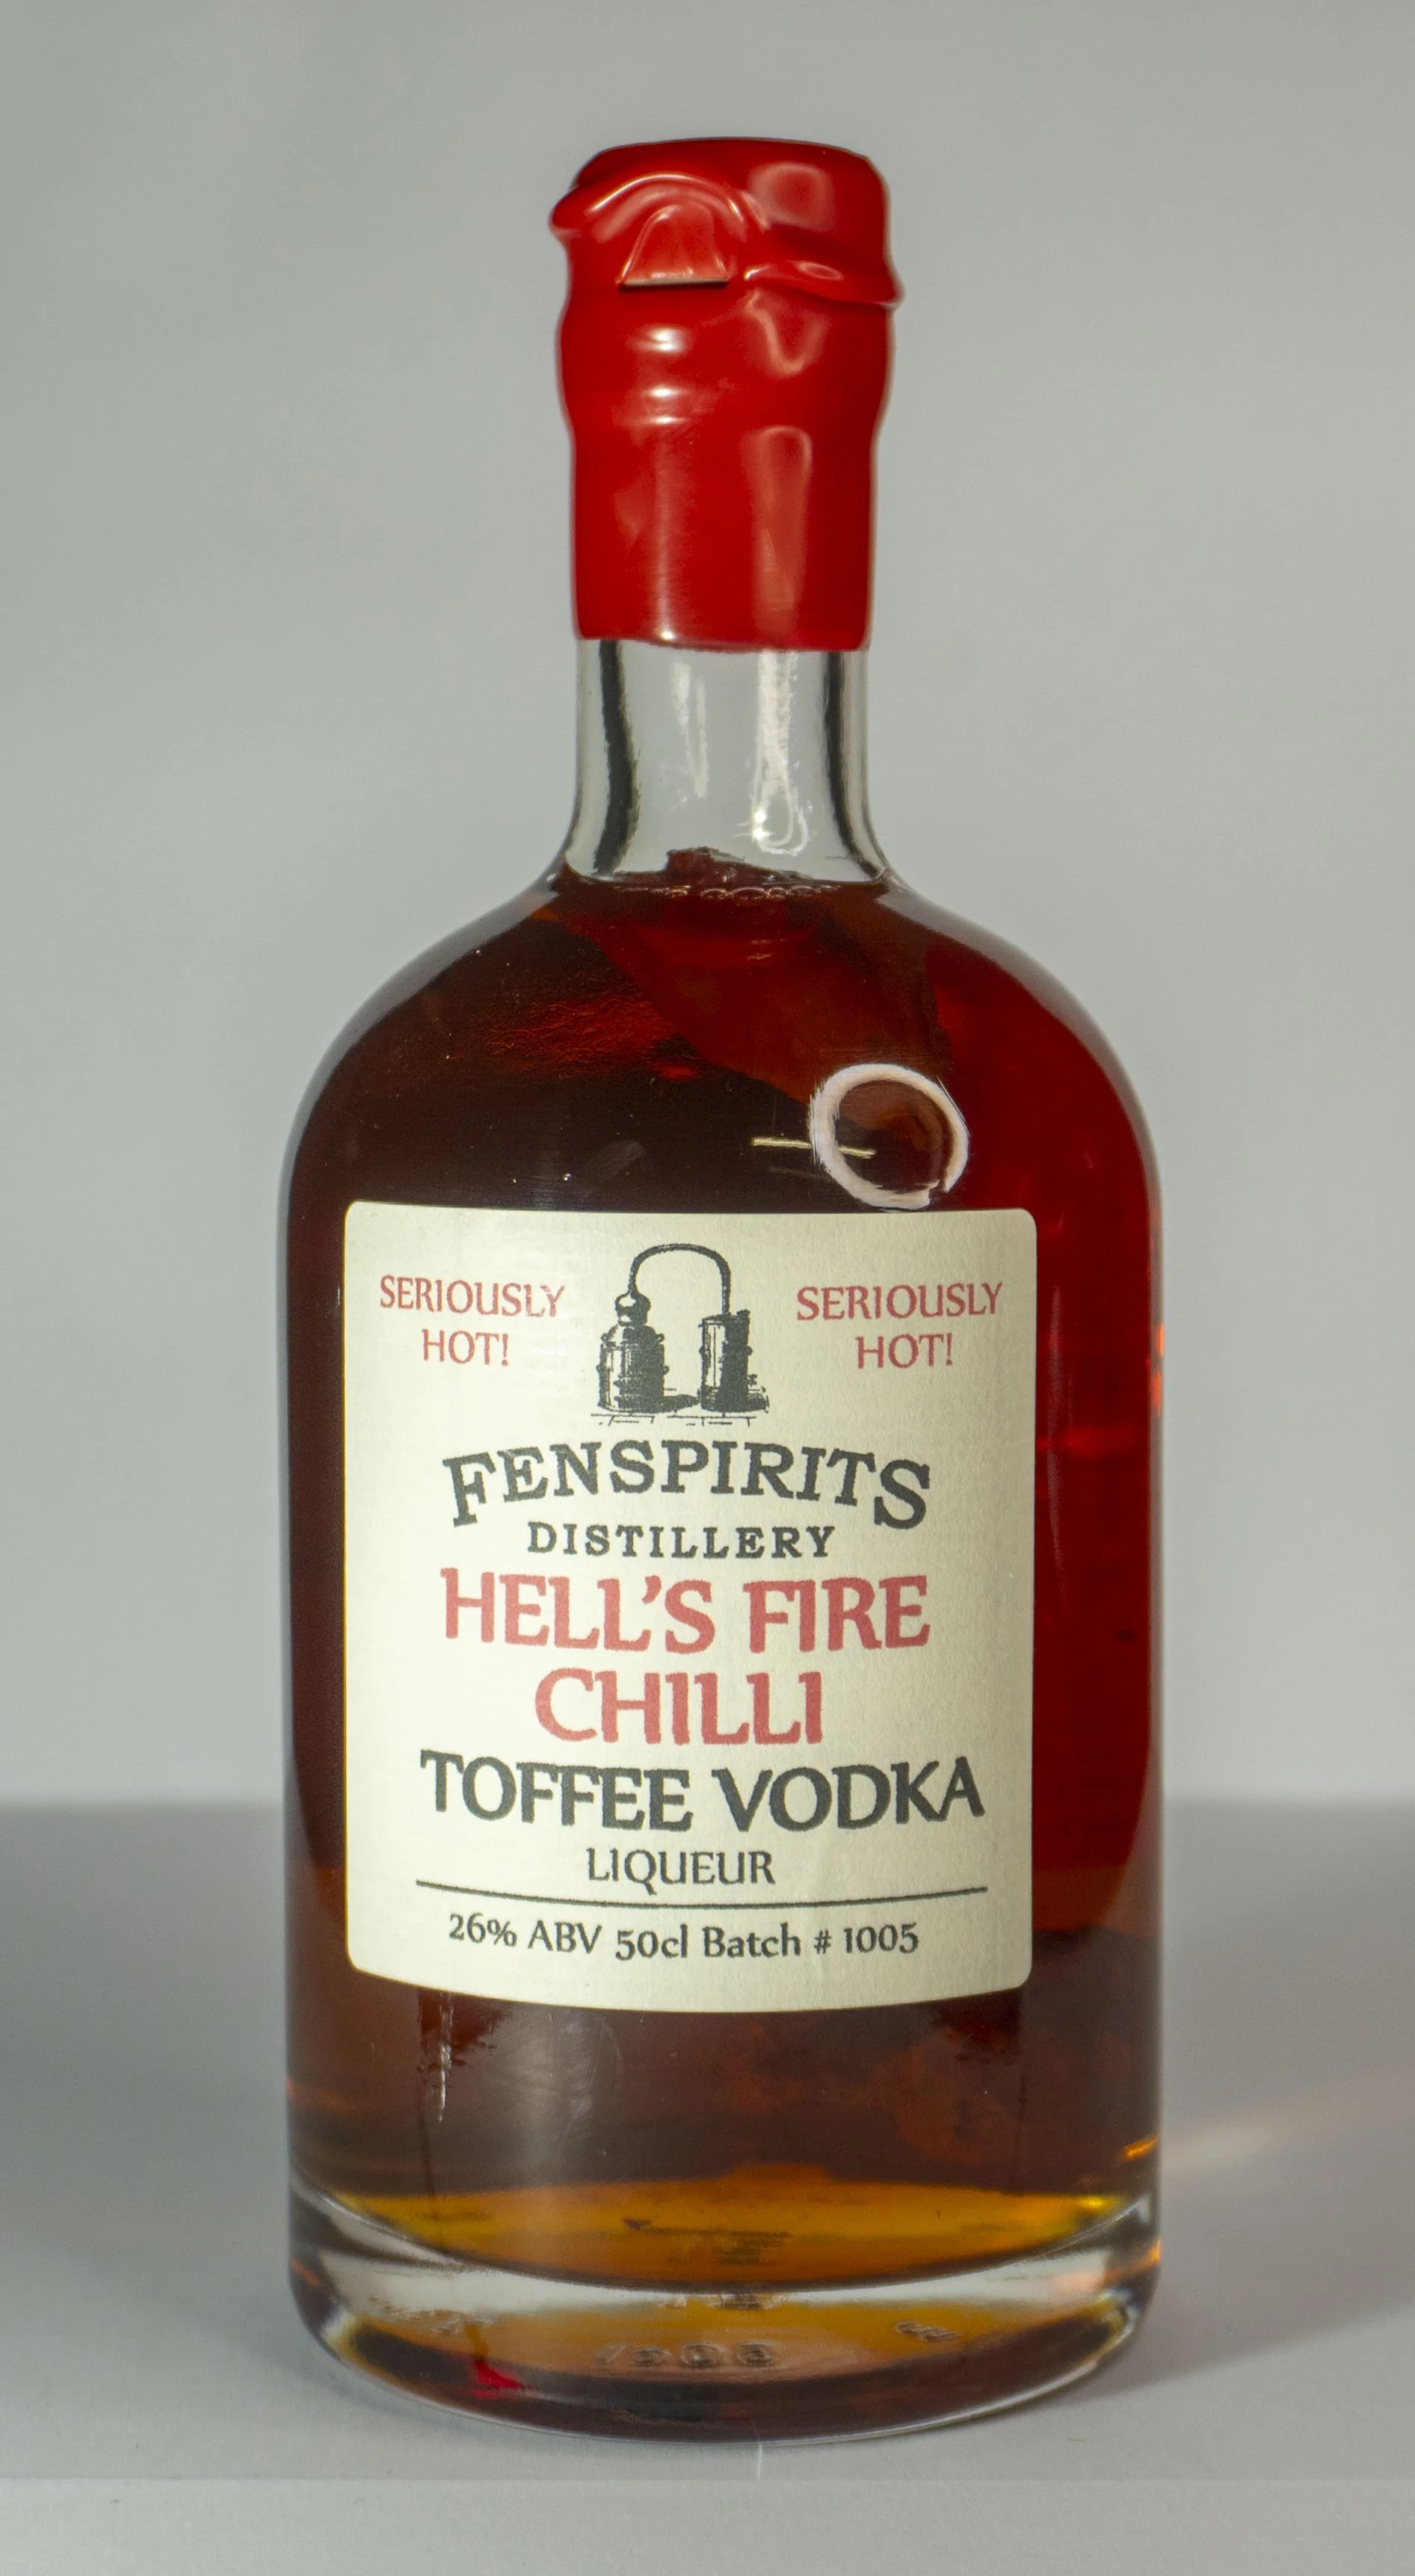 SERIOUSLY
HOT!
SERIOUSLY
HOT!
FENSPIRITS
DISTILLERY
HELL'S FIRE
CHILLI
TOFFEE VODKA
LIQUEUR
26% ABV 50cl Batch # 1005